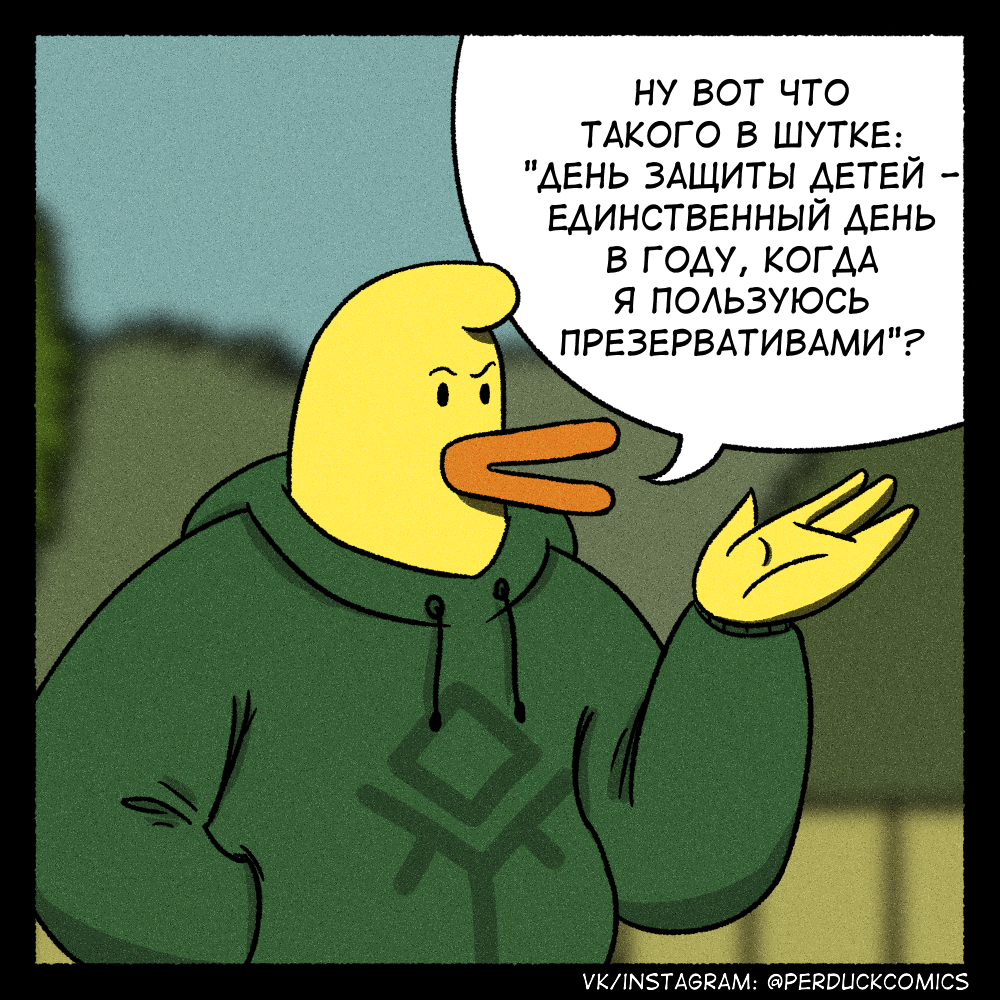 НУ ВОТ ЧТО
ТАКОГО В ШУТКЕ:
"ДЕНЬ ЗАЩИТЫ ДЕТЕЙ -
ЕДИНСТВЕННЫЙ ДЕНЬ
В ГОДУ, КОГДА
Я ПОЛЬЗУЮСЬ
ПРЕЗЕРВАТИВАМИ"?
VK/INSTAGRAM: @PERDUCKCOMICS